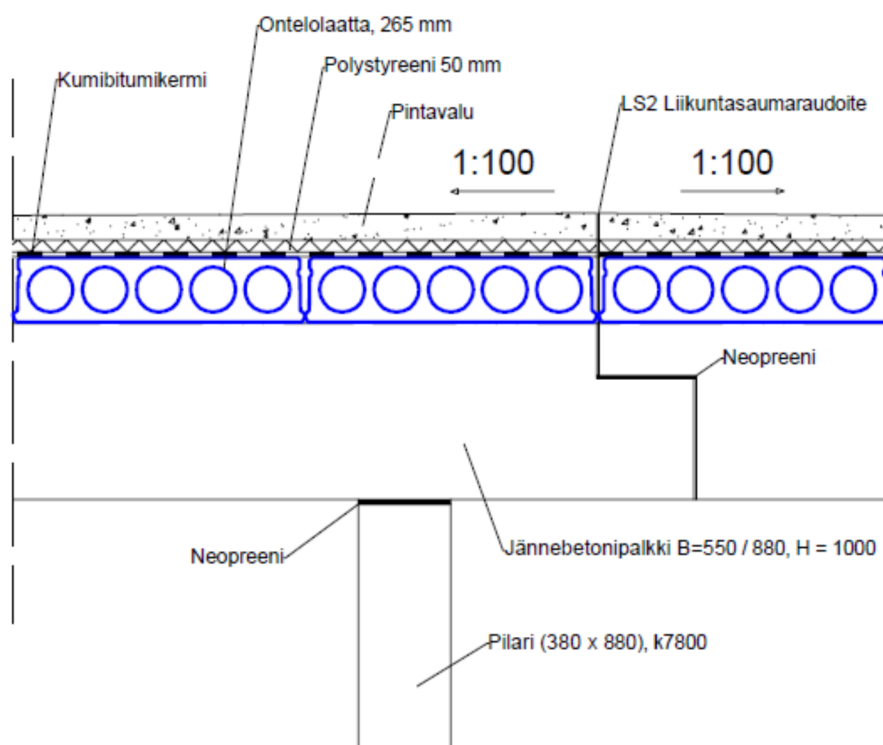 Ontelolaatta, 265 mm
Polystyreeni 50 mm
Kumibitumikermi
Pintavalu
LS2 Liikuntasaumaraudoite
1:100
1:100
Neopreeni
Neopreeni
Jännebetonipalkki B=550 / 880, H = 1000
Pilari (380 x 880), k7800